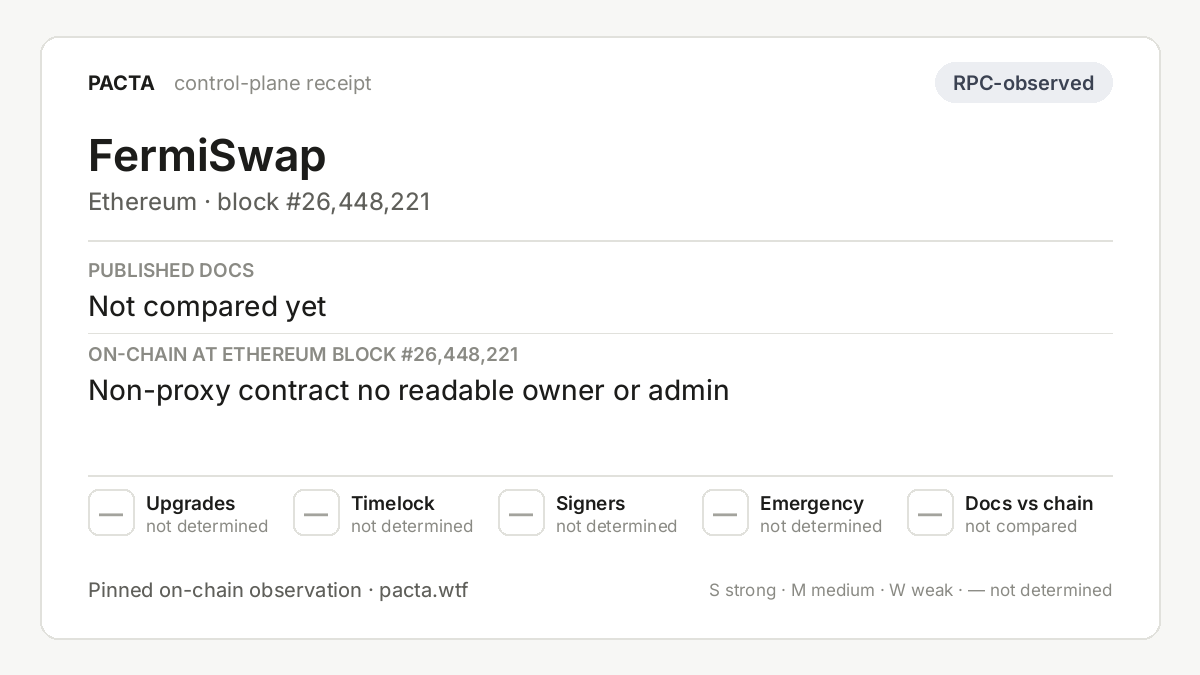 PACTA control-plane receipt
RPC-observed
FermiSwap
Ethereum · block #26,448,221
PUBLISHED DOCS
Not compared yet
ON-CHAIN AT ETHEREUM BLOCK #26,448,221
Non-proxy contract no readable owner or admin
— Upgrades
not determined
— Timelock
not determined
— Signers
not determined
— Emergency
not determined
— Docs vs chain
not compared
Pinned on-chain observation · pacta.wtf
S strong · M medium · W weak · — not determined